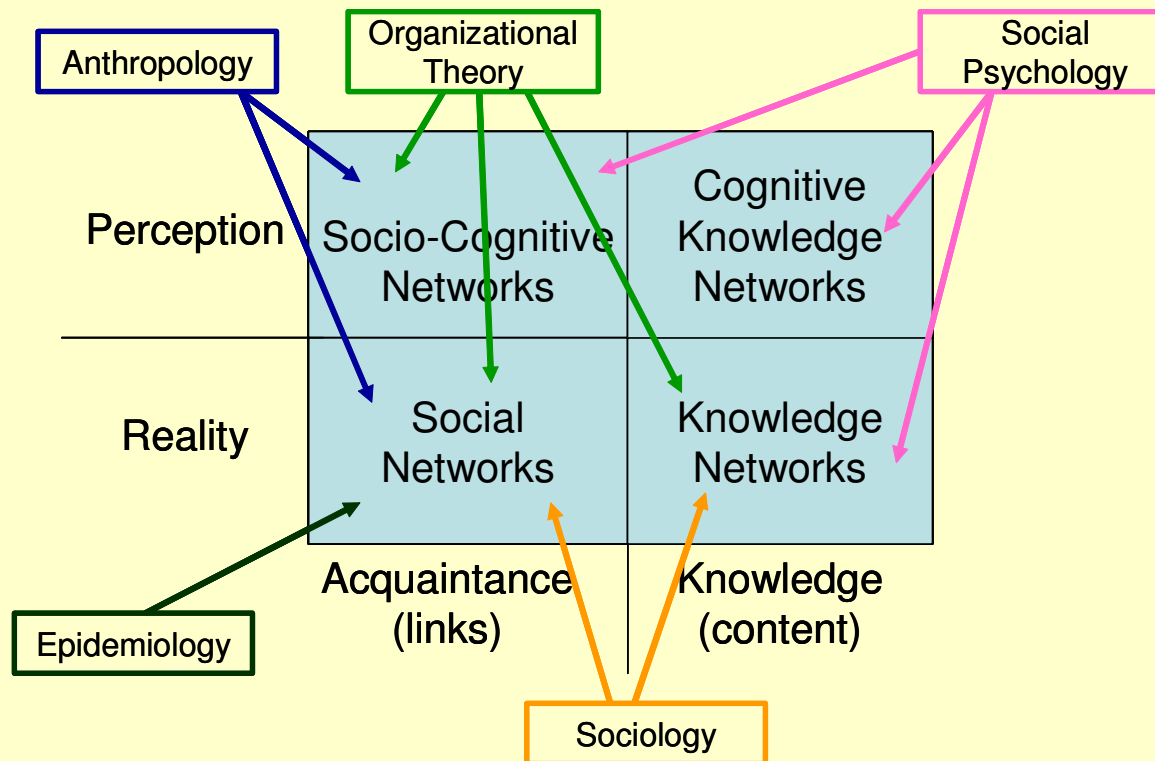 Anthropology
Organizational
Theory
Social
Psychology
Perception
Socio-Cognitive
Networks
Cognitive
Knowledge
Networks
Reality
Social
Networks
Knowledge
Networks
Acquaintance
(links)
Knowledge
(content)
Epidemiology
Sociology